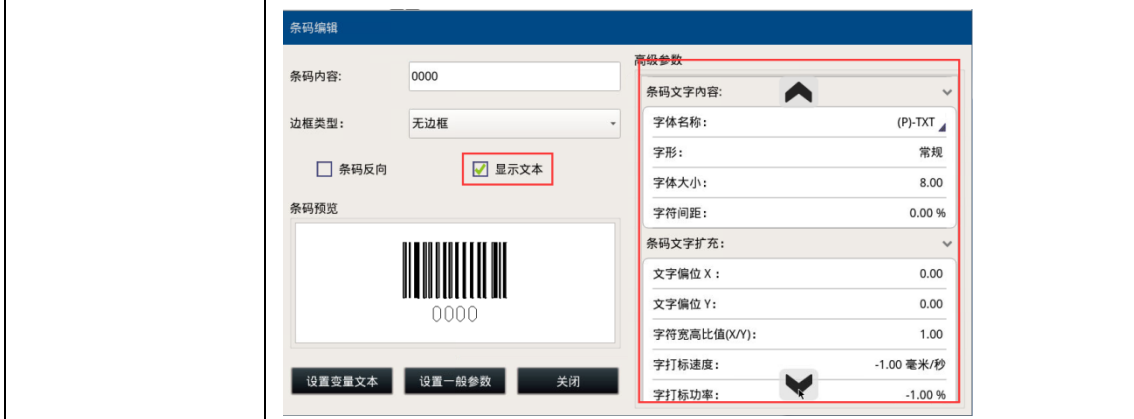 条码编辑
条码内容: 0000
边框类型: 无边框
条码反向 显示文本
条码预览
0000
设置变量文本 设置一般参数 关闭
高级参数
条码文字内容:
字体名称: (P)-TXT
字形: 常规
字体大小: 8.00
字符间距: 0.00 %
条码文字扩充:
文字偏位 X : 0.00
文字偏位 Y: 0.00
字符宽高比值(X/Y): 1.00
字打标速度: -1.00 毫米/秒
字打标功率: -1.00 %